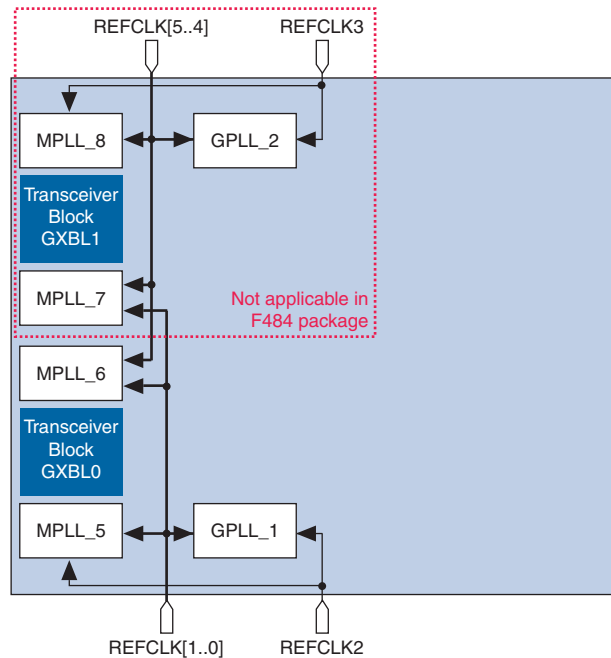 REFCLK[5..4]
REFCLK3
MPLL_8
GPLL_2
Transceiver
Block
GXBL1
MPLL_7
Not applicable in
F484 package
MPLL_6
Transceiver
Block
GXBL0
MPLL_5
GPLL_1
REFCLK[1..0]
REFCLK2